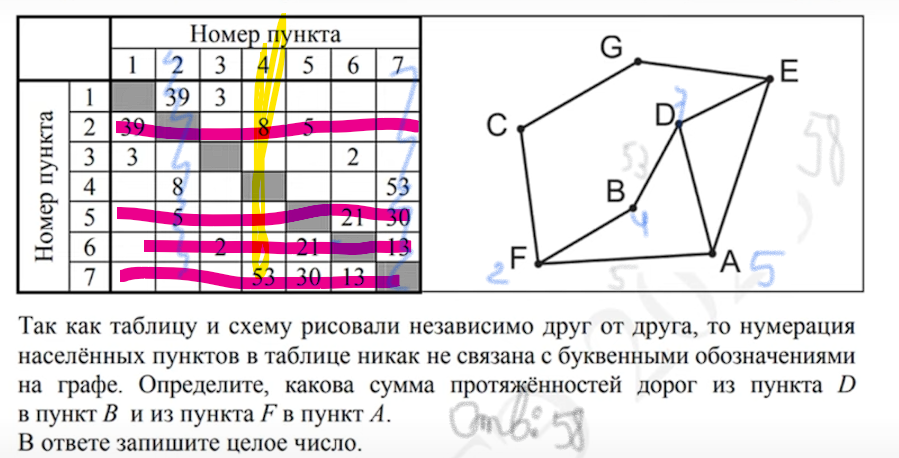 Номер пункта
1 2 3 4 5 6 7
Номер пункта
1 39 3
2 39 8 5
3 3 2
4 8 53
5 5 21 30
6 2 21 13
7 53 30 13
G
E
D 7
C
53
58
B
4
2 F
5
A 5
Так как таблицу и схему рисовали независимо друг от друга, то нумерация
населённых пунктов в таблице никак не связана с буквенными обозначениями
на графе. Определите, какова сумма протяжённостей дорог из пункта D
в пункт B и из пункта F в пункт A.
Отв: 58
В ответе запишите целое число.